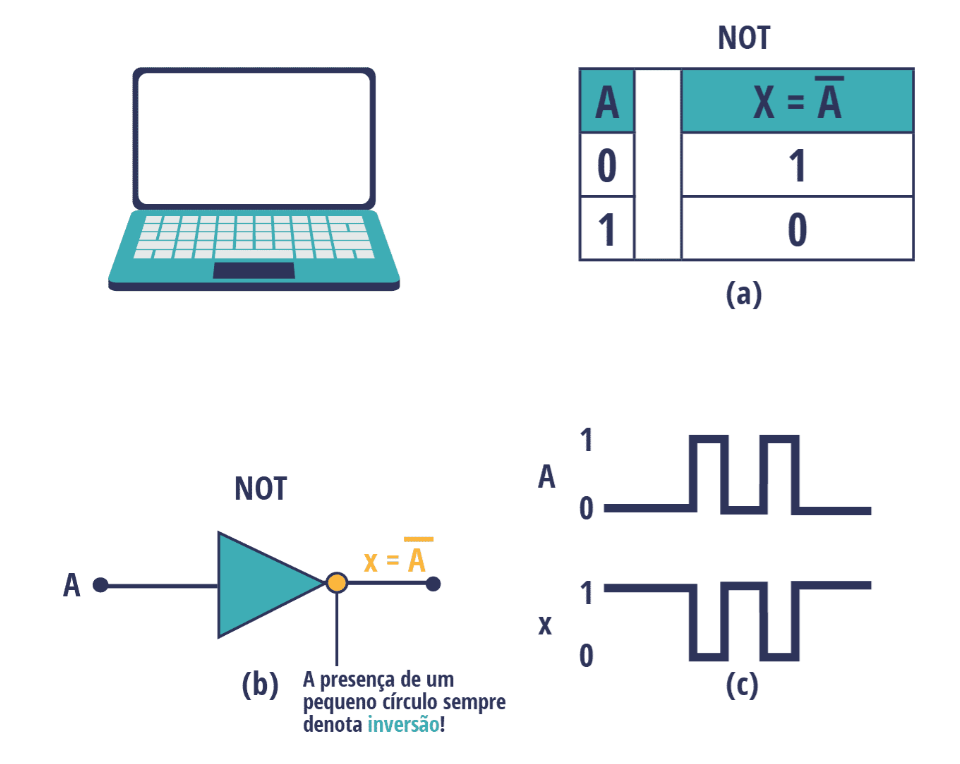 NOT
A X = A̅
0 1
1 0
(a)
NOT
A
x = A̅
(b)
A presença de um
pequeno círculo sempre
denota inversão!
1
A
0
1
x
0
(c)